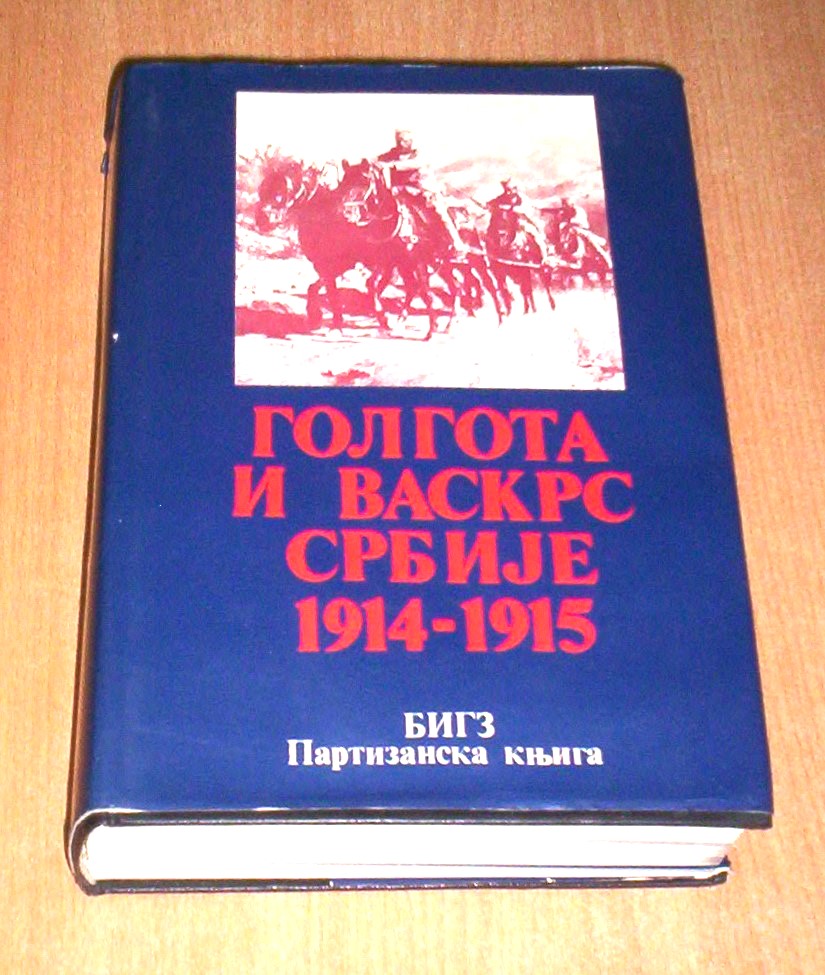 ГОЛГОТА
И ВАСКРС
СРБИЈЕ
1914-1915
БИГЗ
Партизанска књига